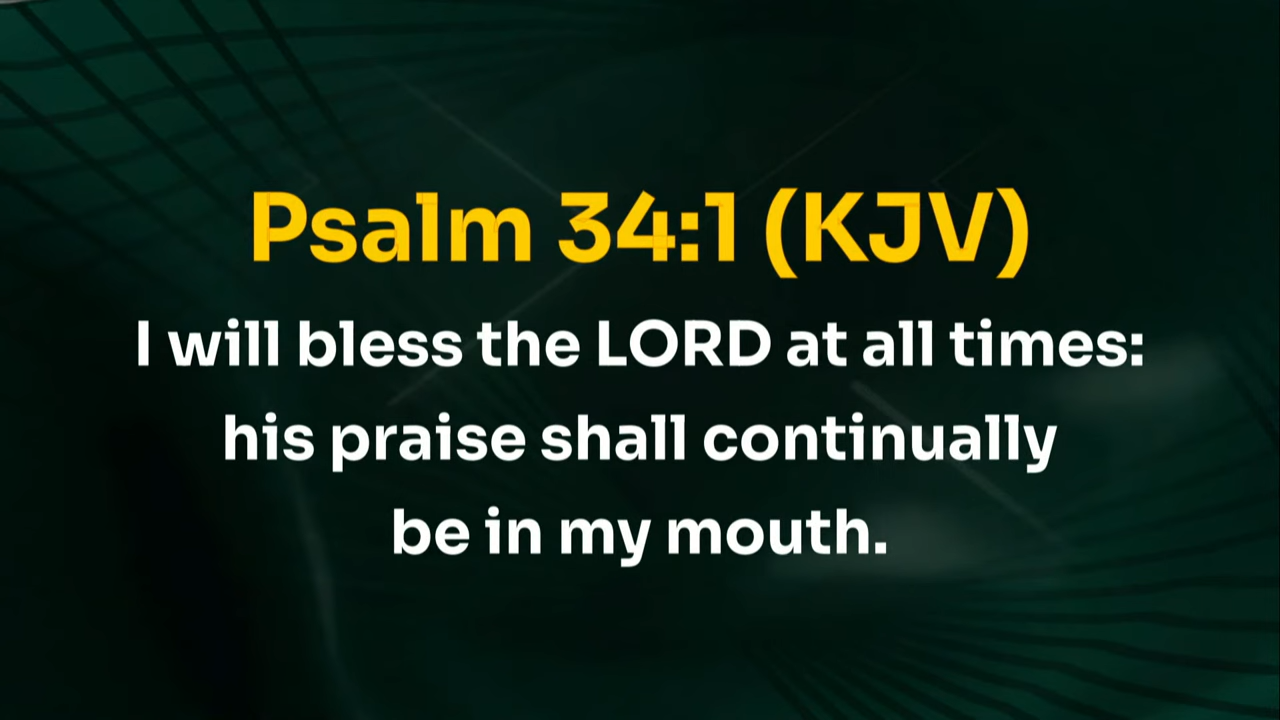 Psalm 34:1 (KJV)
I will bless the LORD at all times:
his praise shall continually
be in my mouth.